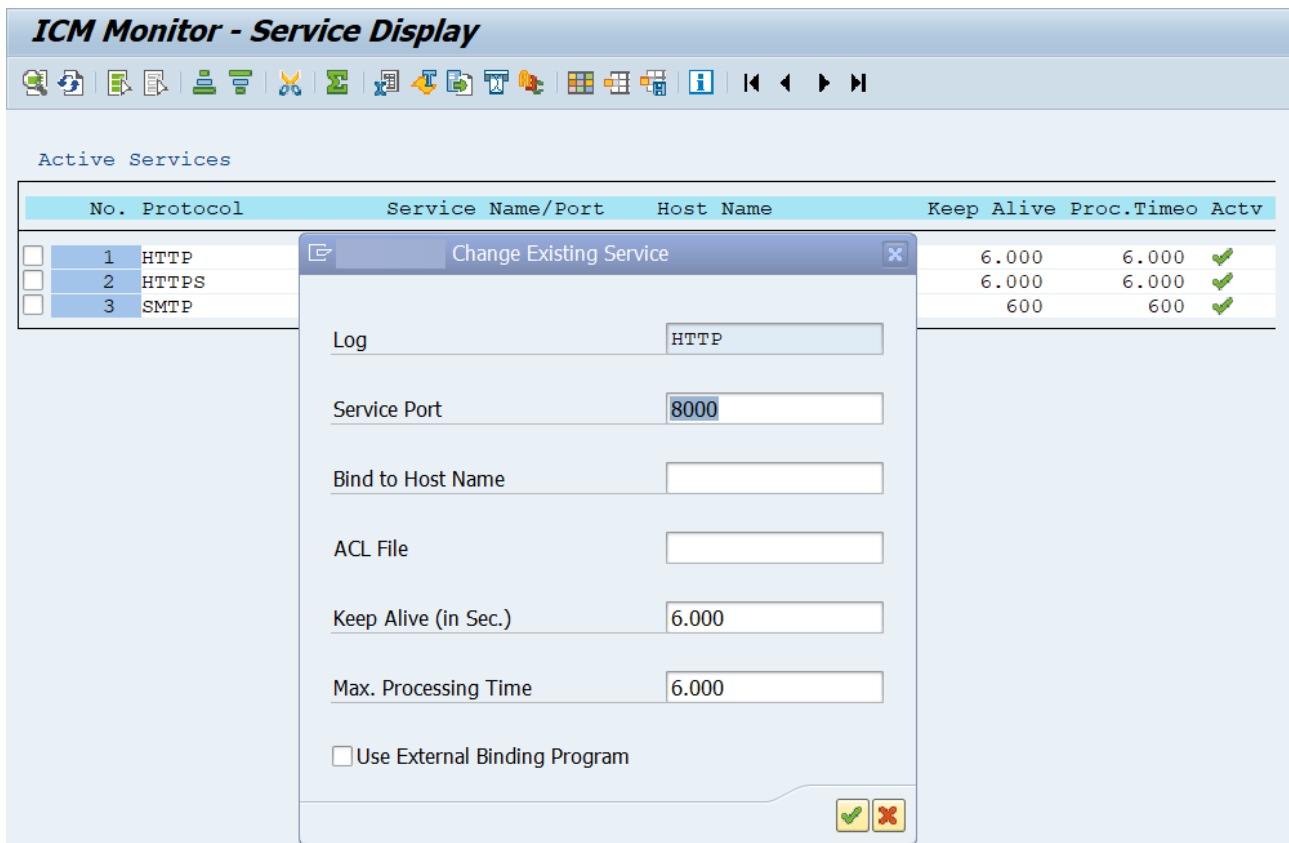 ICM Monitor - Service Display
Active Services
No. Protocol Service Name/Port Host Name Keep Alive Proc.Timeo Actv
1 HTTP 6.000 6.000
2 HTTPS 6.000 6.000
3 SMTP 600 600
Change Existing Service
Log HTTP
Service Port 8000
Bind to Host Name
ACL File
Keep Alive (in Sec.) 6.000
Max. Processing Time 6.000
Use External Binding Program